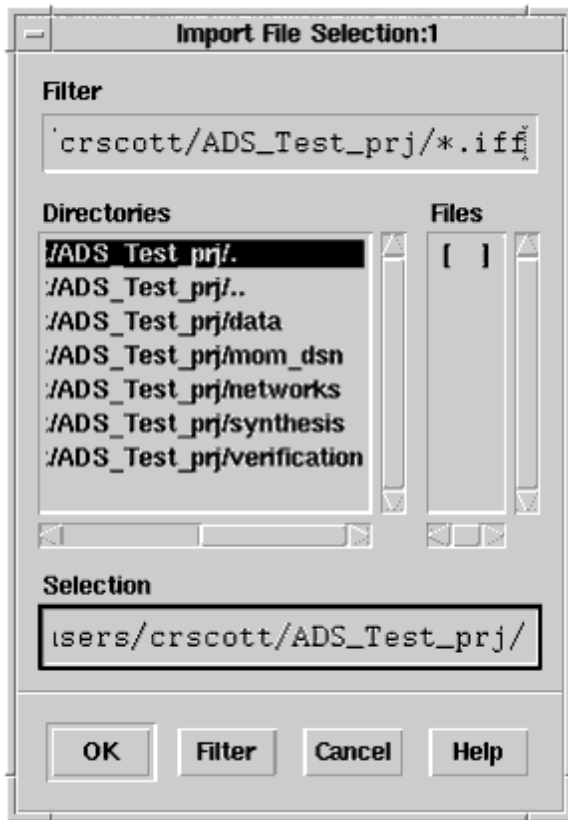 Import File Selection:1
Filter
crscott/ADS_Test_prj/*.iff
Directories
Files
:/ADS_Test_prj/.
[ ]
:/ADS_Test_prj/..
:/ADS_Test_prj/data
:/ADS_Test_prj/mom_dsn
:/ADS_Test_prj/networks
:/ADS_Test_prj/synthesis
:/ADS_Test_prj/verification
Selection
users/crscott/ADS_Test_prj/
OK
Filter
Cancel
Help